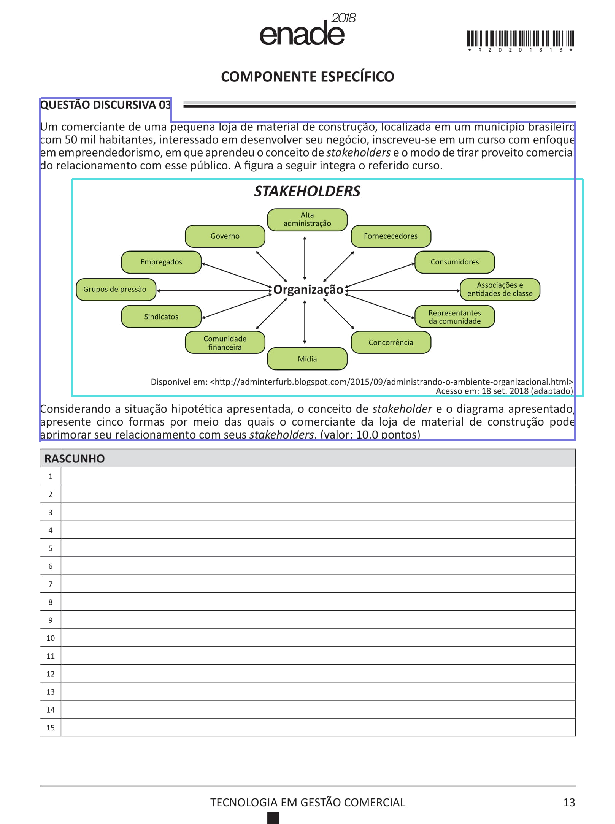 enade 2018
*R2020181813*
COMPONENTE ESPECÍFICO
QUESTÃO DISCURSIVA 03
Um comerciante de uma pequena loja de material de construção, localizada em um município brasileiro
com 50 mil habitantes, interessado em desenvolver seu negócio, inscreveu-se em um curso com enfoque
em empreendedorismo, em que aprendeu o conceito de stakeholders e o modo de tirar proveito comercial
do relacionamento com esse público. A figura a seguir integra o referido curso.
STAKEHOLDERS
Alta
administração
Governo
Fornececedores
Empregados
Consumidores
Grupos de pressão
Organização
Associações e
entidades de classe
Sindicatos
Representantes
da comunidade
Comunidade
financeira
Concorrência
Mídia
Disponível em: <http://adminterfurb.blogspot.com/2015/09/administrando-o-ambiente-organizacional.html>
Acesso em: 18 set. 2018 (adaptado)
Considerando a situação hipotética apresentada, o conceito de stakeholder e o diagrama apresentado,
apresente cinco formas por meio das quais o comerciante da loja de material de construção pode
aprimorar seu relacionamento com seus stakeholders. (valor: 10,0 pontos)
RASCUNHO
1
2
3
4
5
6
7
8
9
10
11
12
13
14
15
TECNOLOGIA EM GESTÃO COMERCIAL
13